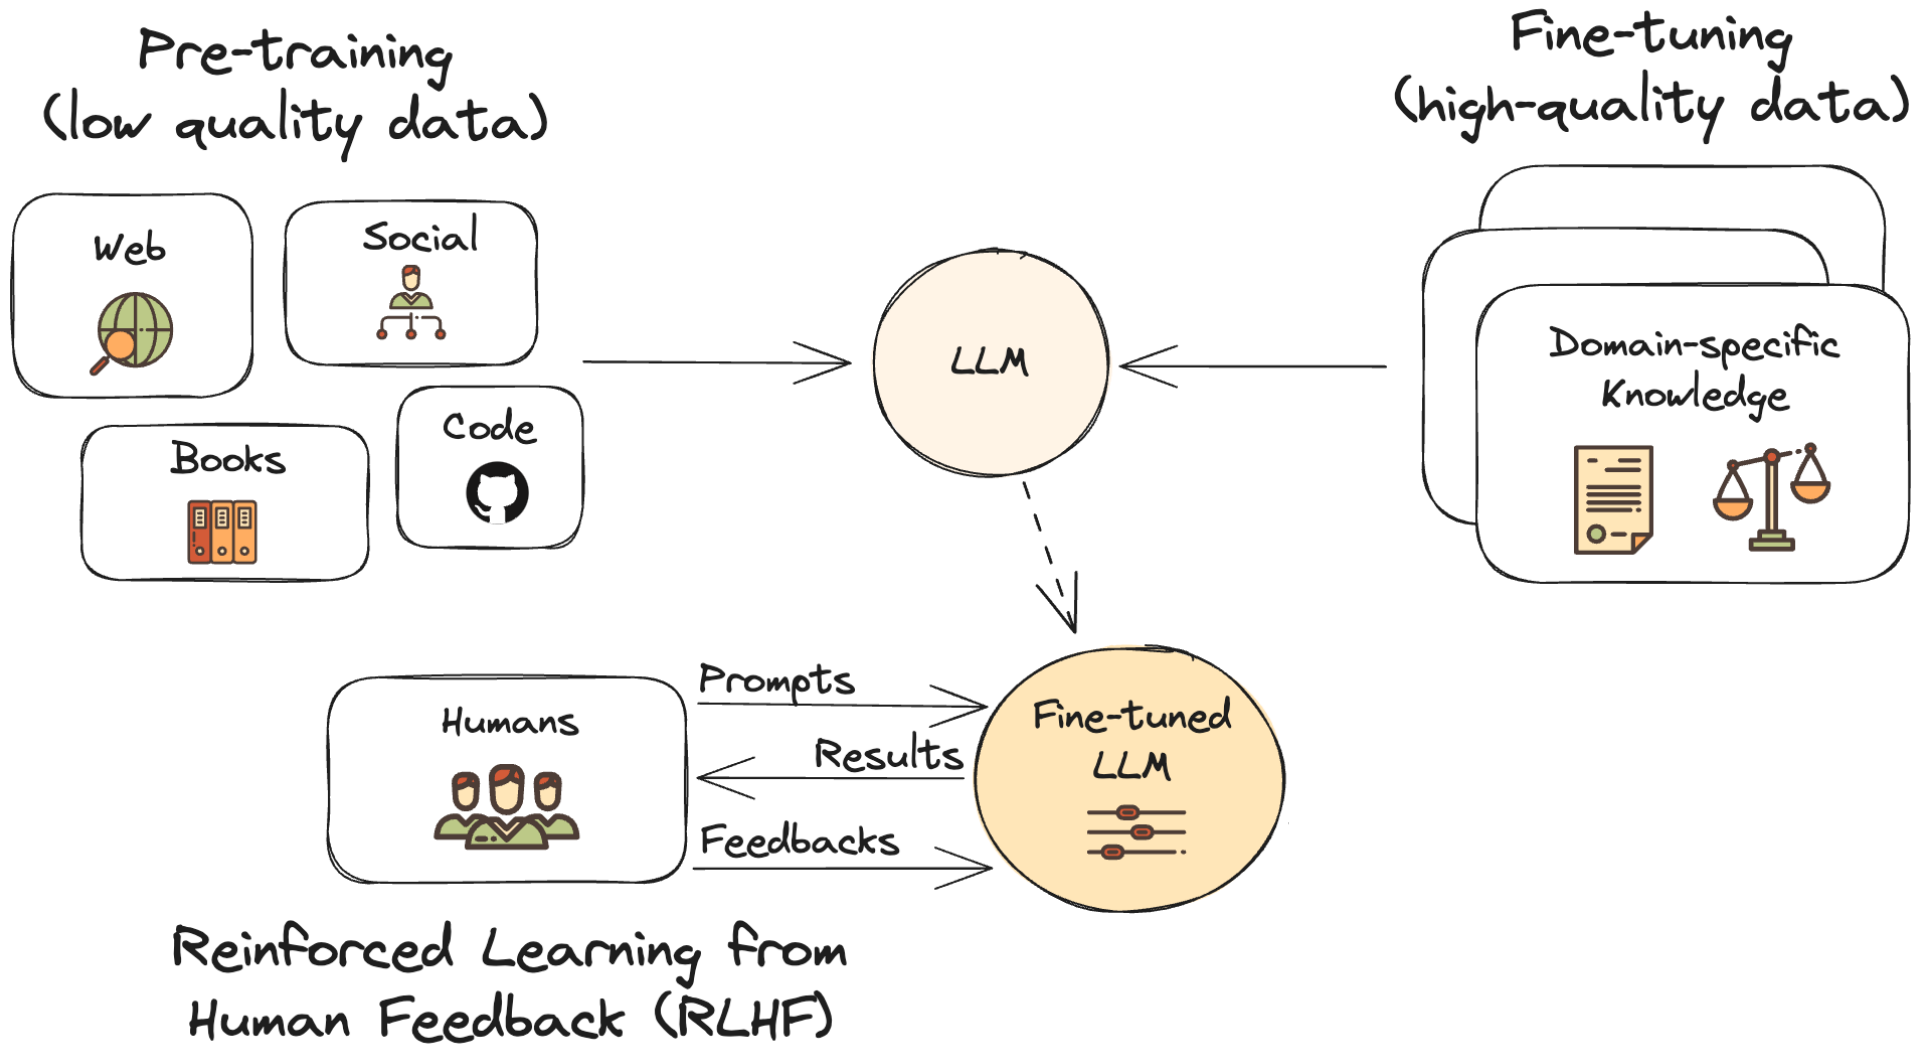 Pre-training
(low quality data)
Web
Social
Books
Code
LLM
Fine-tuning
(high-quality data)
Domain-specific
Knowledge
Humans
Prompts
Results
Feedbacks
Fine-tuned
LLM
Reinforced Learning from
Human Feedback (RLHF)